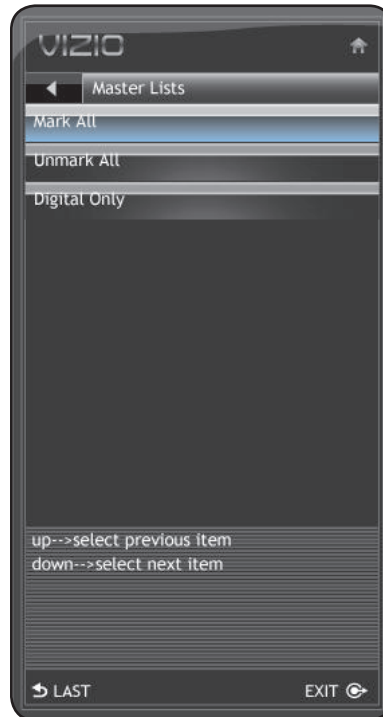 VIZIO
Master Lists
Mark All
Unmark All
Digital Only
up-->select previous item
down-->select next item
LAST EXIT